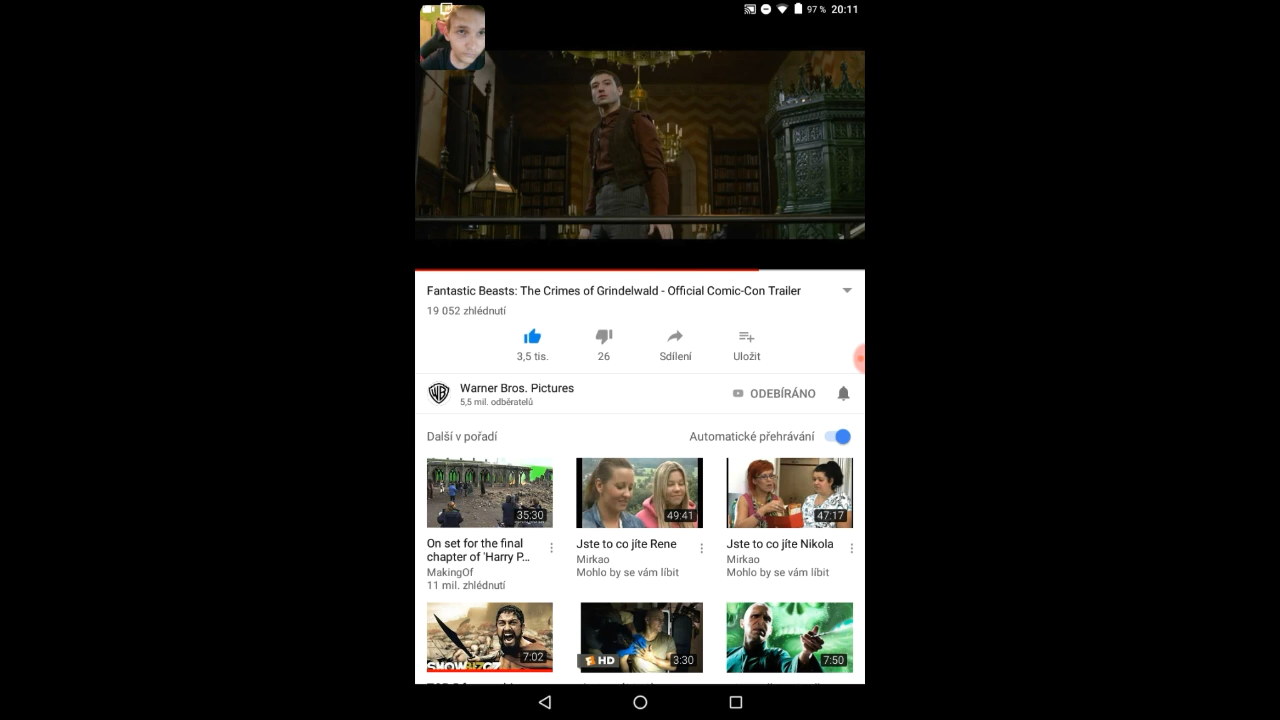 97 % 20:11
Fantastic Beasts: The Crimes of Grindelwald - Official Comic-Con Trailer
19 052 zhlédnutí
3,5 tis. 26 Sdílení Uložit
WB
Warner Bros. Pictures
5,5 mil. odběratelů
ODEBÍRÁNO
Další v pořadí Automatické přehrávání
35:30 49:41 47:17
On set for the final
chapter of 'Harry P...
MakingOf
11 mil. zhlédnutí
Jste to co jíte Rene
Mirkao
Mohlo by se vám líbit
Jste to co jíte Nikola
Mirkao
Mohlo by se vám líbit
7:02 HD 3:30 7:50